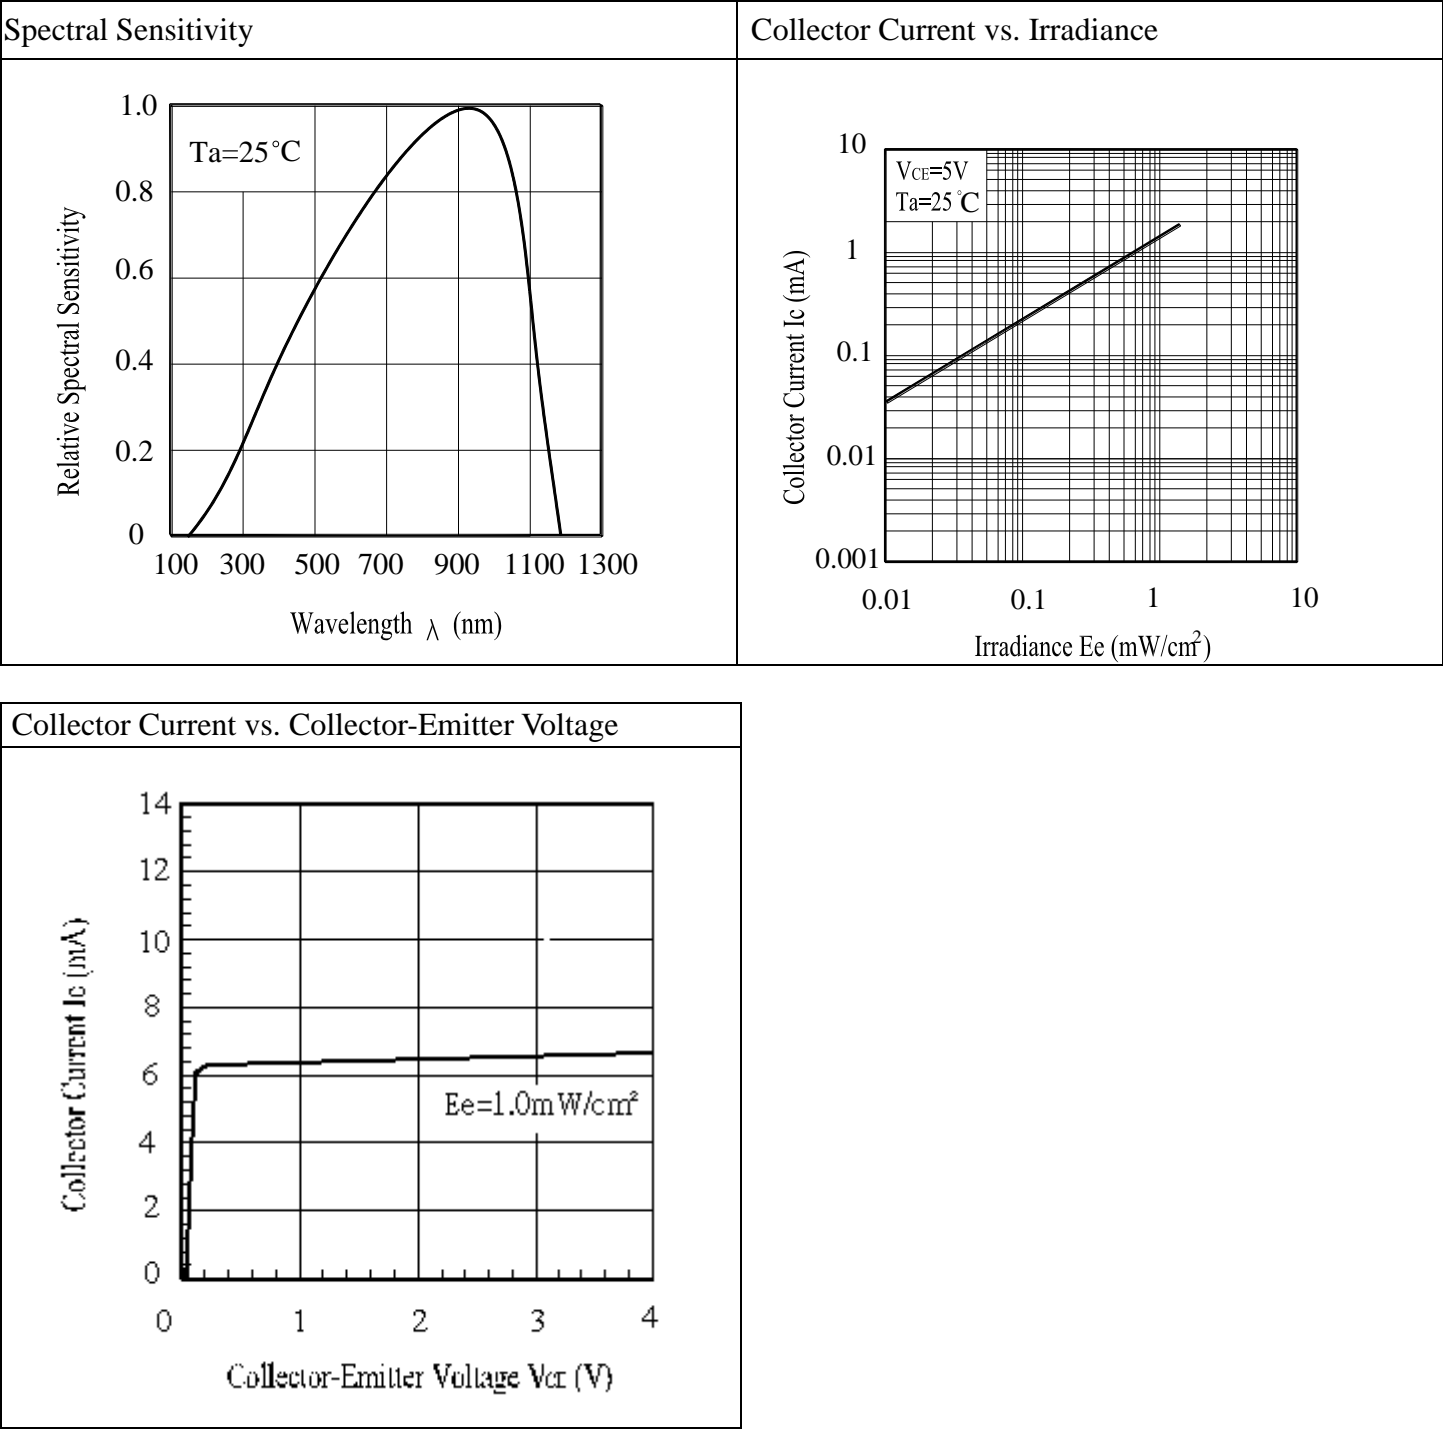 Spectral Sensitivity
Collector Current vs. Irradiance
1.0
Ta=25°C
0.8
0.6
0.4
0.2
0
100 300 500 700 900 1100 1300
Relative Spectral Sensitivity
Wavelength λ (nm)
10
VCE=5V
Ta=25°C
1
0.1
0.01
0.001
0.01 0.1 1 10
Collector Current Ic (mA)
Irradiance Ee (mW/cm²)
Collector Current vs. Collector-Emitter Voltage
14
12
10
8
6
Ee=1.0mW/cm²
4
2
0
0 1 2 3 4
Collector Current Ic (mA)
Collector-Emitter Voltage VCE (V)